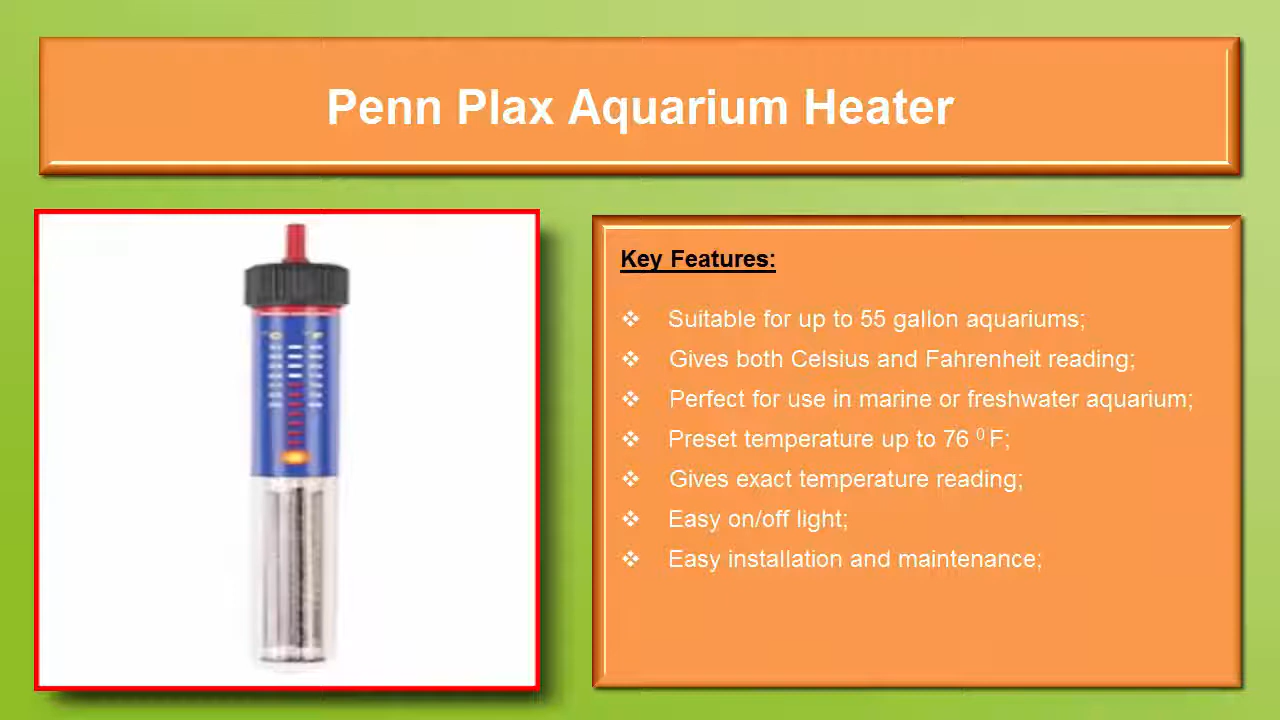 Penn Plax Aquarium Heater
Key Features:
❖ Suitable for up to 55 gallon aquariums;
❖ Gives both Celsius and Fahrenheit reading;
❖ Perfect for use in marine or freshwater aquarium;
❖ Preset temperature up to 76 ⁰ F;
❖ Gives exact temperature reading;
❖ Easy on/off light;
❖ Easy installation and maintenance;